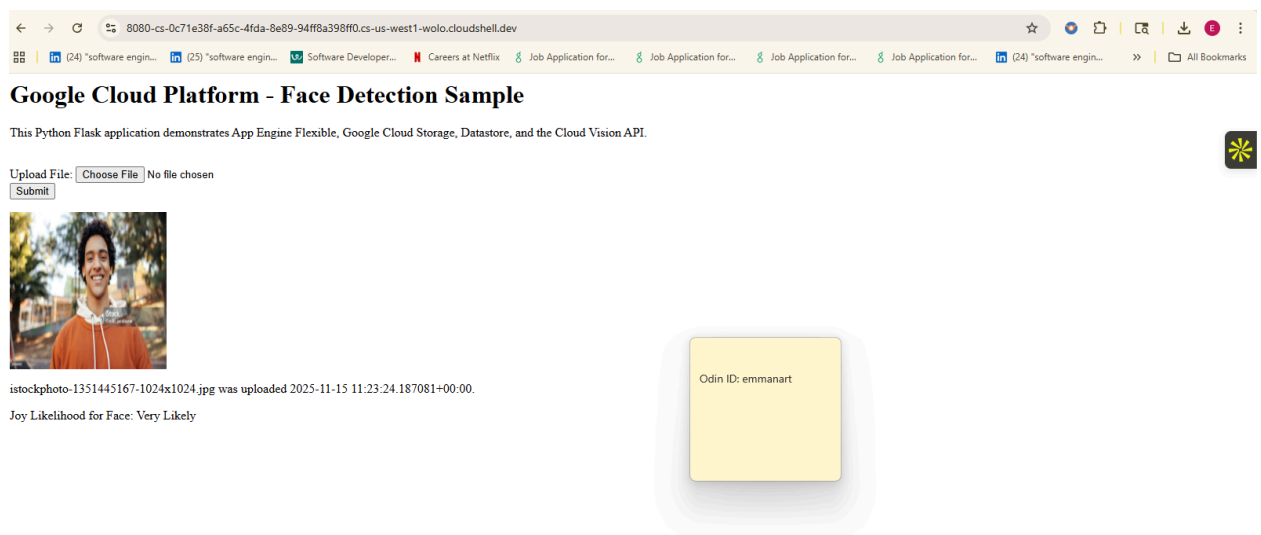 8080-cs-0c71e38f-a65c-4fda-8e89-94ff8a398ff0.cs-us-west1-wolo.cloudshell.dev
E
(24) "software engin... (25) "software engin... Software Developer... Careers at Netflix Job Application for... Job Application for... Job Application for... Job Application for... (24) "software engin... » All Bookmarks
Google Cloud Platform - Face Detection Sample
This Python Flask application demonstrates App Engine Flexible, Google Cloud Storage, Datastore, and the Cloud Vision API.
Upload File: Choose File No file chosen
Submit
iStock
istockphoto-1351445167-1024x1024.jpg was uploaded 2025-11-15 11:23:24.187081+00:00.
Joy Likelihood for Face: Very Likely
Odin ID: emmanart